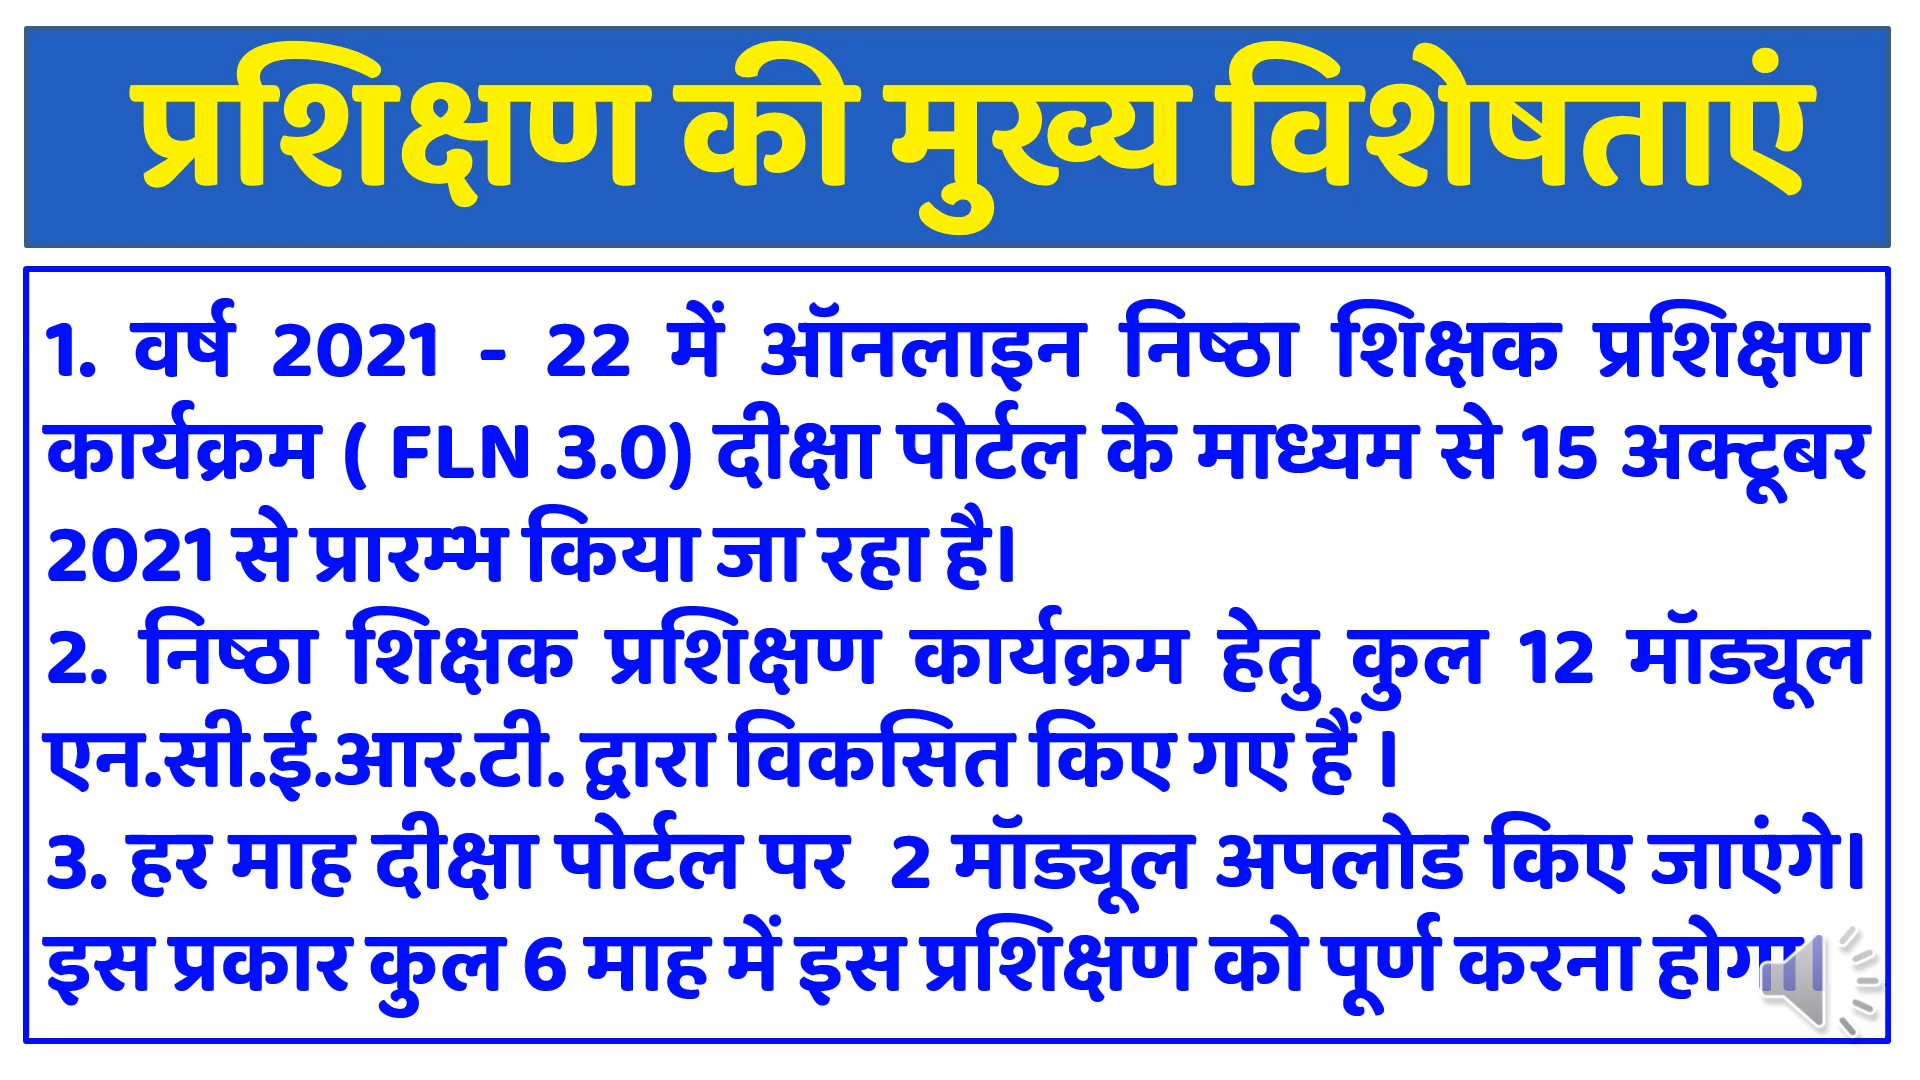 प्रशिक्षण की मुख्य विशेषताएं
1. वर्ष 2021 - 22 में ऑनलाइन निष्ठा शिक्षक प्रशिक्षण
कार्यक्रम ( FLN 3.0) दीक्षा पोर्टल के माध्यम से 15 अक्टूबर
2021 से प्रारम्भ किया जा रहा है।
2. निष्ठा शिक्षक प्रशिक्षण कार्यक्रम हेतु कुल 12 मॉड्यूल
एन.सी.ई.आर.टी. द्वारा विकसित किए गए हैं ।
3. हर माह दीक्षा पोर्टल पर 2 मॉड्यूल अपलोड किए जाएंगे।
इस प्रकार कुल 6 माह में इस प्रशिक्षण को पूर्ण करना होगा।